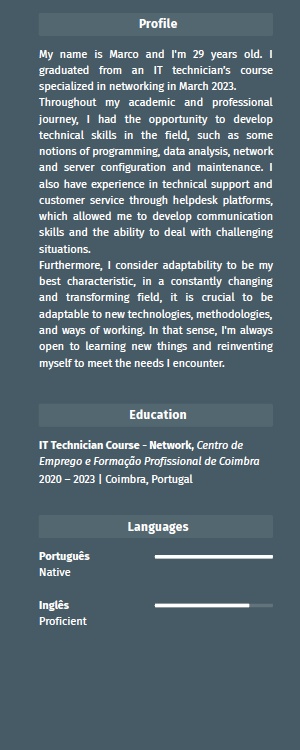 Profile
My name is Marco and I'm 29 years old. I
graduated from an IT technician's course
specialized in networking in March 2023.
Throughout my academic and professional
journey, I had the opportunity to develop
technical skills in the field, such as some
notions of programming, data analysis, network
and server configuration and maintenance. I
also have experience in technical support and
customer service through helpdesk platforms,
which allowed me to develop communication
skills and the ability to deal with challenging
situations.
Furthermore, I consider adaptability to be my
best characteristic, in a constantly changing
and transforming field, it is crucial to be
adaptable to new technologies, methodologies,
and ways of working. In that sense, I'm always
open to learning new things and reinventing
myself to meet the needs I encounter.
Education
IT Technician Course - Network, Centro de
Emprego e Formação Profissional de Coimbra
2020 – 2023 | Coimbra, Portugal
Languages
Português
Native
Inglês
Proficient